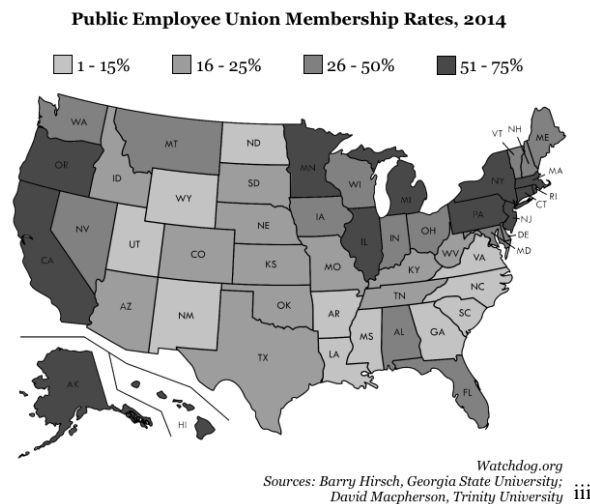 Public Employee Union Membership Rates, 2014
1 - 15%
16 - 25%
26 - 50%
51 - 75%
WA
MT
ND
MN
VT
NH
ME
OR
ID
SD
WI
MI
NY
MA
RI
CT
WY
IA
PA
NJ
NV
NE
IL
IN
OH
DE
MD
UT
CO
WV
VA
CA
KS
MO
KY
NC
AZ
NM
OK
AR
TN
SC
MS
AL
GA
TX
LA
FL
AK
HI
Watchdog.org
Sources: Barry Hirsch, Georgia State University;
David Macpherson, Trinity University
iii